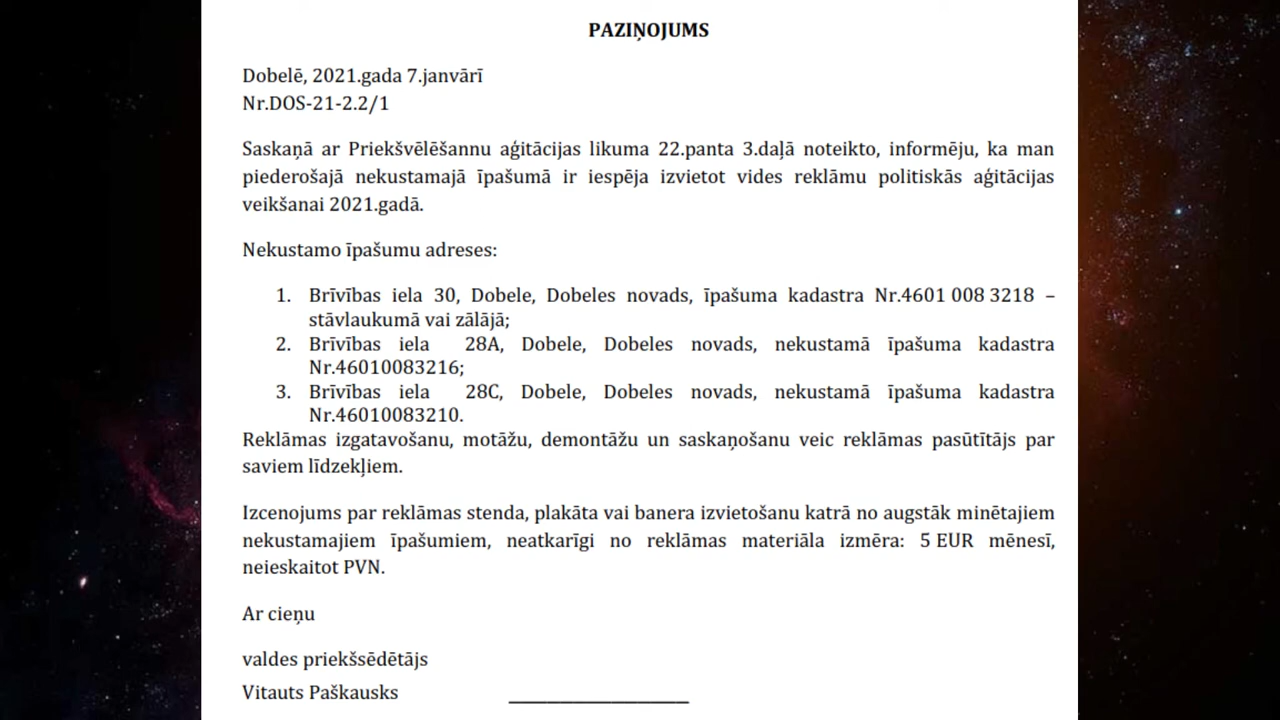 PAZIŅOJUMS
Dobelē, 2021.gada 7.janvārī
Nr.DOS-21-2.2/1
Saskaņā ar Priekšvēlēšannu aģitācijas likuma 22.panta 3.daļā noteikto, informēju, ka man
piederošajā nekustamajā īpašumā ir iespēja izvietot vides reklāmu politiskās aģitācijas
veikšanai 2021.gadā.
Nekustamo īpašumu adreses:
1. Brīvības iela 30, Dobele, Dobeles novads, īpašuma kadastra Nr.4601 008 3218 –
stāvlaukumā vai zālājā;
2. Brīvības iela 28A, Dobele, Dobeles novads, nekustamā īpašuma kadastra
Nr.46010083216;
3. Brīvības iela 28C, Dobele, Dobeles novads, nekustamā īpašuma kadastra
Nr.46010083210.
Reklāmas izgatavošanu, motāžu, demontāžu un saskaņošanu veic reklāmas pasūtītājs par
saviem līdzekļiem.
Izcenojums par reklāmas stenda, plakāta vai banera izvietošanu katrā no augstāk minētajiem
nekustamajiem īpašumiem, neatkarīgi no reklāmas materiāla izmēra: 5 EUR mēnesī,
neieskaitot PVN.
Ar cieņu
valdes priekšsēdētājs
Vitauts Paškausks